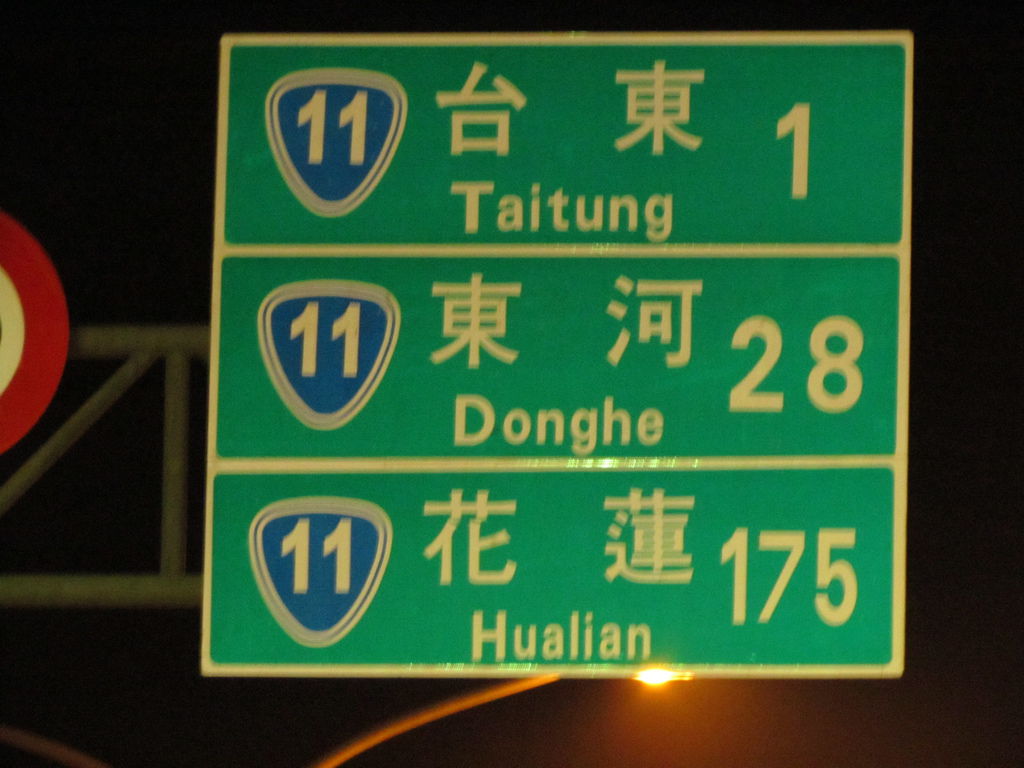 11 台東 1
Taitung
11 東河 28
Donghe
11 花蓮 175
Hualian